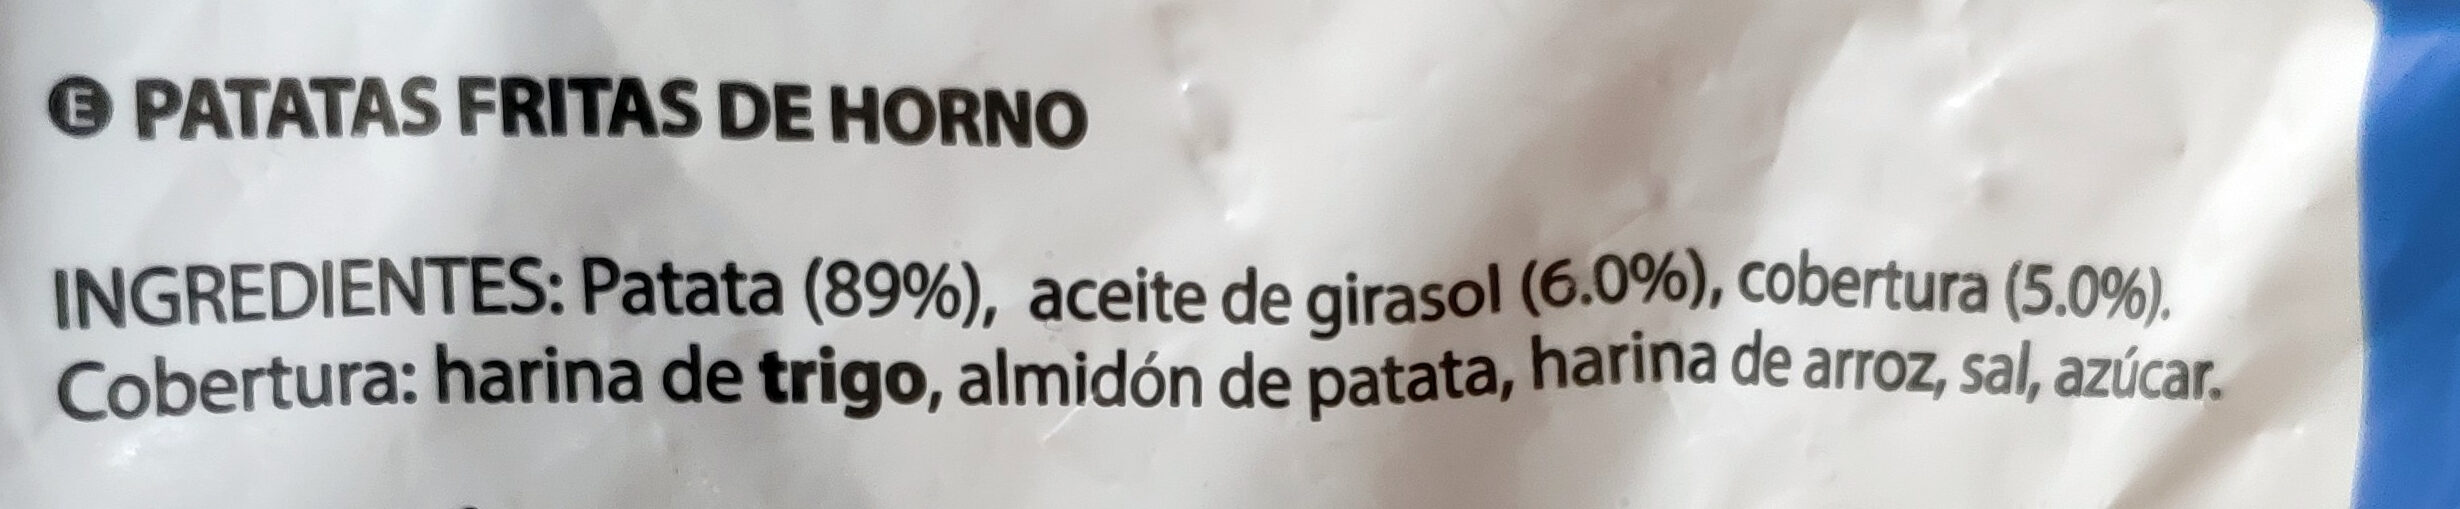 E PATATAS FRITAS DE HORNO
INGREDIENTES: Patata (89%), aceite de girasol (6.0%), cobertura (5.0%).
Cobertura: harina de trigo, almidón de patata, harina de arroz, sal, azúcar.